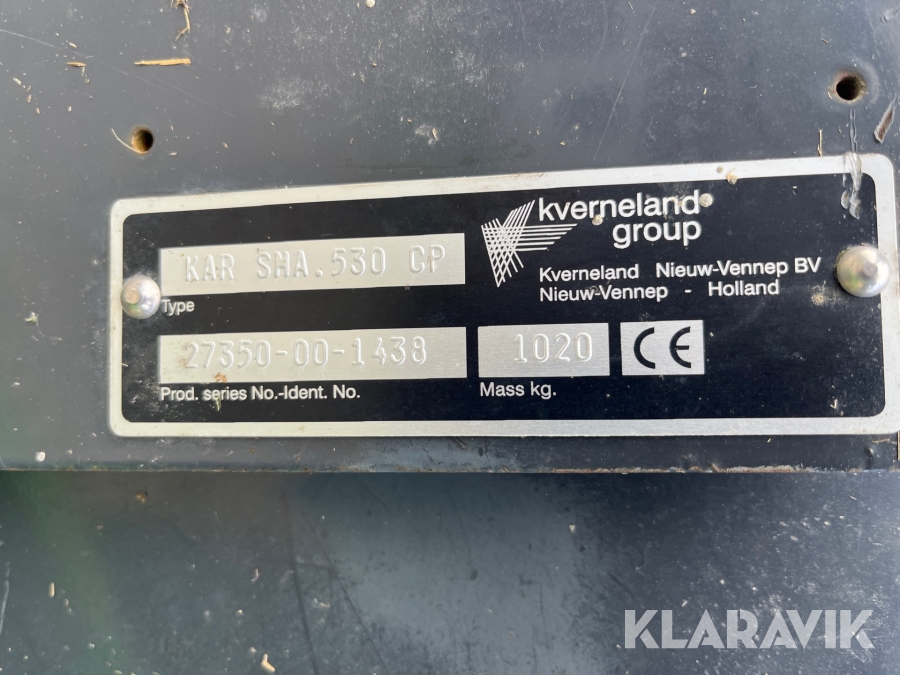 kverneland
group
KAR SHA.530 CP
Type
Kverneland Nieuw-Vennep BV
Nieuw-Vennep - Holland
27350-00-1438
Prod. series No.-Ident. No.
1020
Mass kg.
CE
KLARAVIK